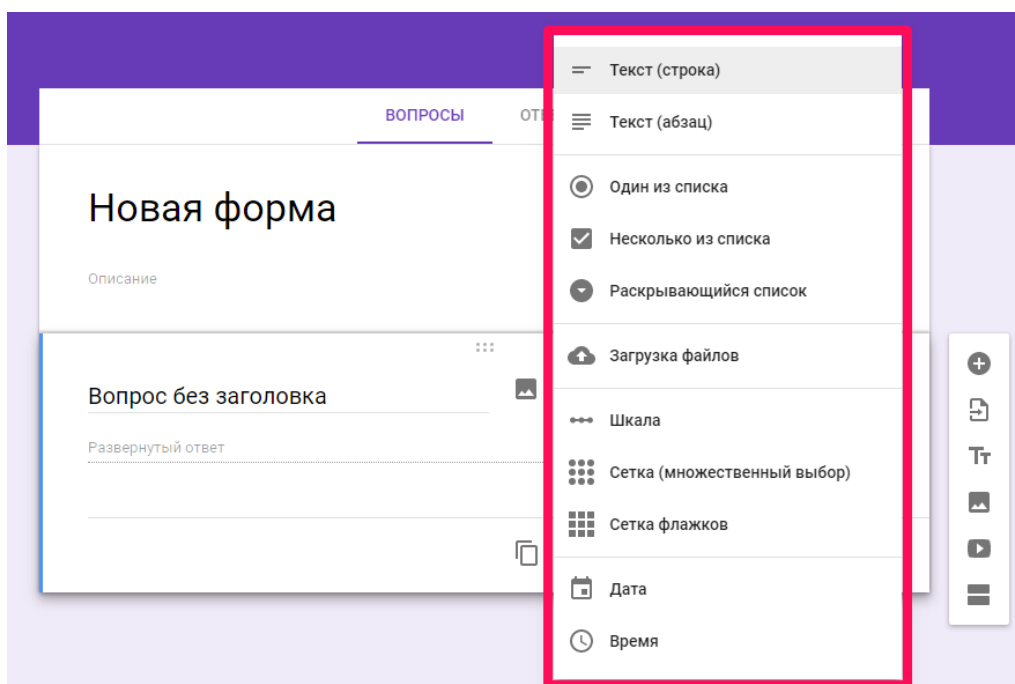 ВОПРОСЫ
Новая форма
Описание
Вопрос без заголовка
Развернутый ответ
Текст (строка)
Текст (абзац)
Один из списка
Несколько из списка
Раскрывающийся список
Загрузка файлов
Шкала
Сетка (множественный выбор)
Сетка флажков
Дата
Время
Тт